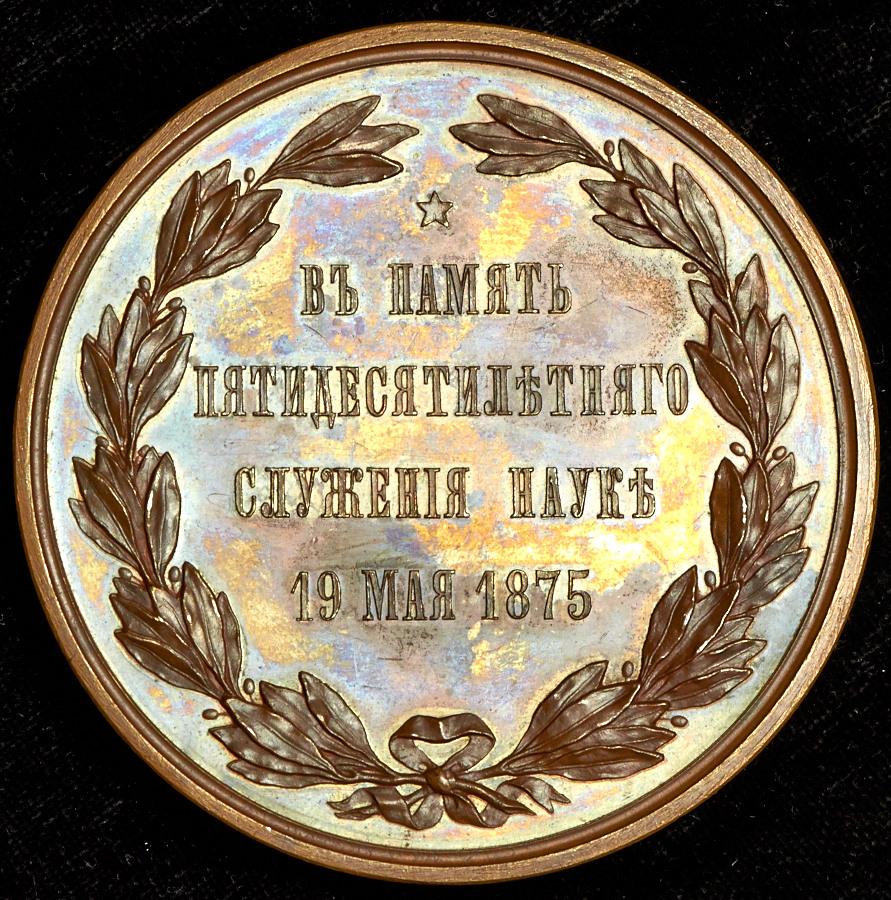 ВЪ ПАМЯТЬ
ПЯТИДЕСЯТИЛѢТНЯГО
СЛУЖЕНІЯ НАУКѢ
19 МАЯ 1875